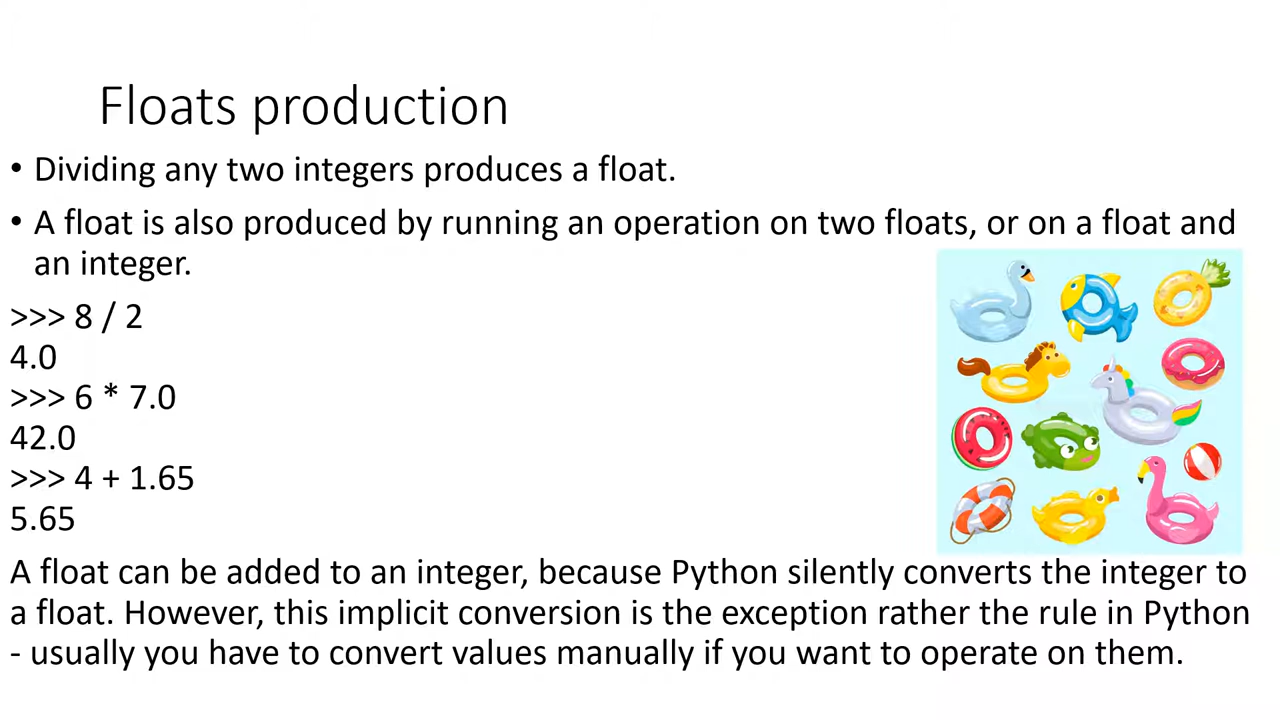 Floats production
• Dividing any two integers produces a float.
• A float is also produced by running an operation on two floats, or on a float and
an integer.
>>> 8 / 2
4.0
>>> 6 * 7.0
42.0
>>> 4 + 1.65
5.65
A float can be added to an integer, because Python silently converts the integer to
a float. However, this implicit conversion is the exception rather the rule in Python
- usually you have to convert values manually if you want to operate on them.